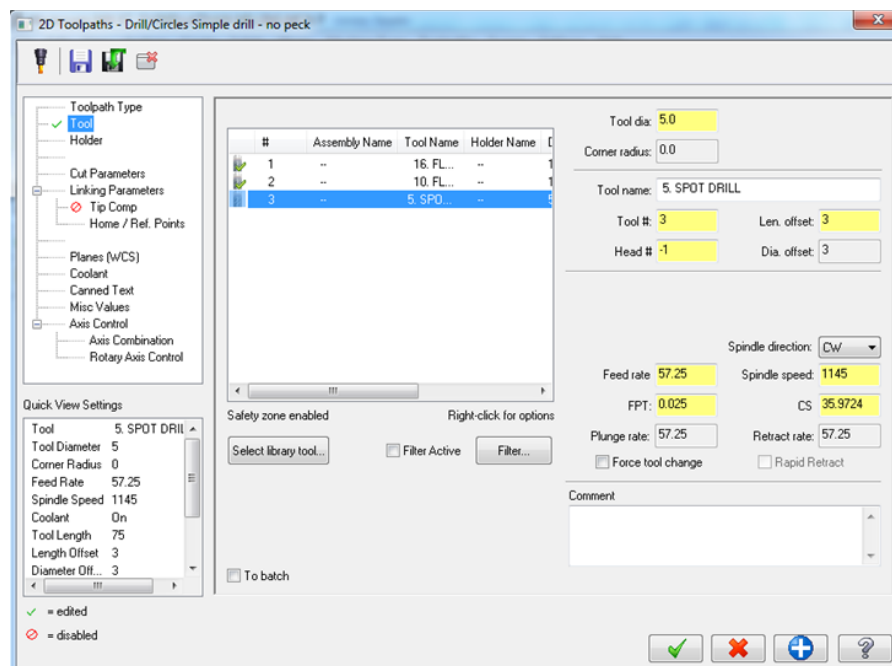 2D Toolpaths - Drill/Circles Simple drill - no peck
Toolpath Type
Tool
Holder
Cut Parameters
Linking Parameters
Tip Comp
Home / Ref. Points
Planes (WCS)
Coolant
Canned Text
Misc Values
Axis Control
Axis Combination
Rotary Axis Control
Quick View Settings
Tool 5. SPOT DRIL
Tool Diameter 5
Corner Radius 0
Feed Rate 57.25
Spindle Speed 1145
Coolant On
Tool Length 75
Length Offset 3
Diameter Off... 3
= edited
= disabled
# Assembly Name Tool Name Holder Name D
1 -- 16. FL... -- 1
2 -- 10. FL... -- 1
3 -- 5. SPO... -- 5
Safety zone enabled Right-click for options
Select library tool... Filter Active Filter...
To batch
Tool dia: 5.0
Corner radius: 0.0
Tool name: 5. SPOT DRILL
Tool #: 3 Len. offset: 3
Head # -1 Dia. offset: 3
Spindle direction: CW
Feed rate 57.25 Spindle speed: 1145
FPT: 0.025 CS 35.9724
Plunge rate: 57.25 Retract rate: 57.25
Force tool change Rapid Retract
Comment